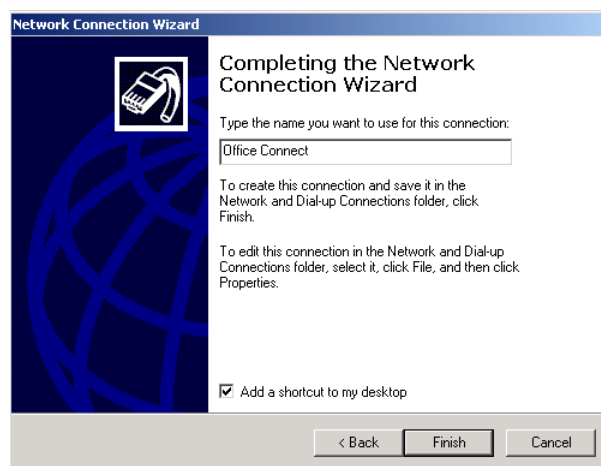 Network Connection Wizard
Completing the Network
Connection Wizard
Type the name you want to use for this connection:
Office Connect
To create this connection and save it in the
Network and Dial-up Connections folder, click
Finish.
To edit this connection in the Network and Dial-up
Connections folder, select it, click File, and then click
Properties.
Add a shortcut to my desktop
< Back Finish Cancel